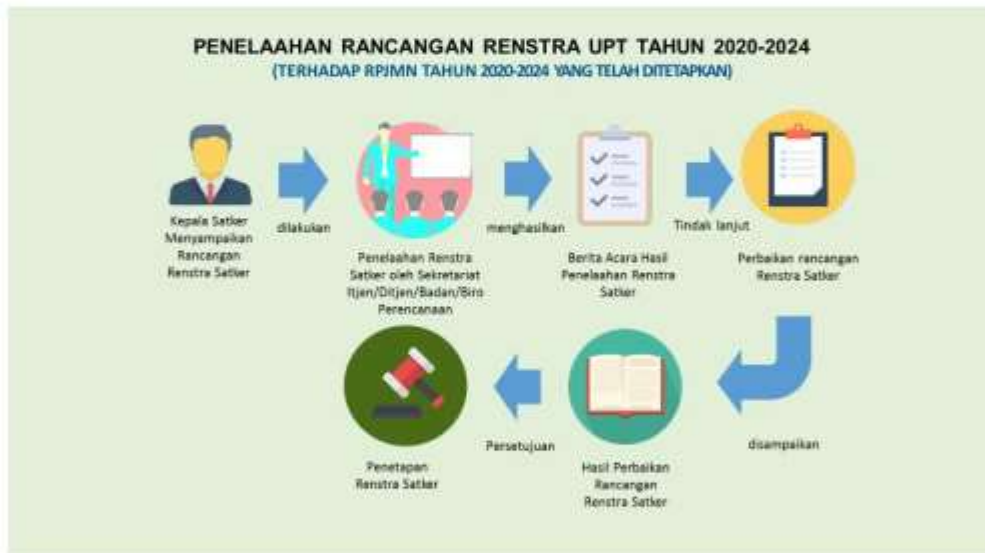 PENELAAHAN RANCANGAN RENSTRA UPT TAHUN 2020-2024
(TERHADAP RPJMN TAHUN 2020-2024 YANG TELAH DITETAPKAN)
Kepala Satker
Menyampaikan
Rancangan
Renstra Satker
dilakukan
Penelaahan Renstra
Satker oleh Sekretariat
Itjen/Ditjen/Badan/Biro
Perencanaan
menghasilkan
Berita Acara Hasil
Penelaahan Renstra
Satker
Tindak lanjut
Perbaikan rancangan
Renstra Satker
disampaikan
Hasil Perbaikan
Rancangan
Renstra Satker
Persetujuan
Penetapan
Renstra Satker